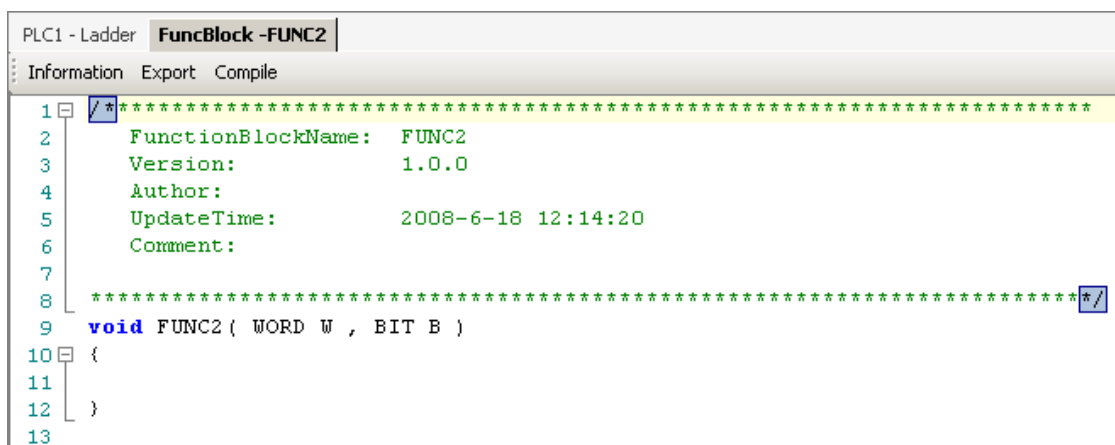 PLC1 - Ladder FuncBlock -FUNC2
Information Export Compile
1 /*************************************************************************
2 FunctionBlockName: FUNC2
3 Version: 1.0.0
4 Author:
5 UpdateTime: 2008-6-18 12:14:20
6 Comment:
7
8 *************************************************************************/
9 void FUNC2( WORD W , BIT B )
10 {
11
12 }
13